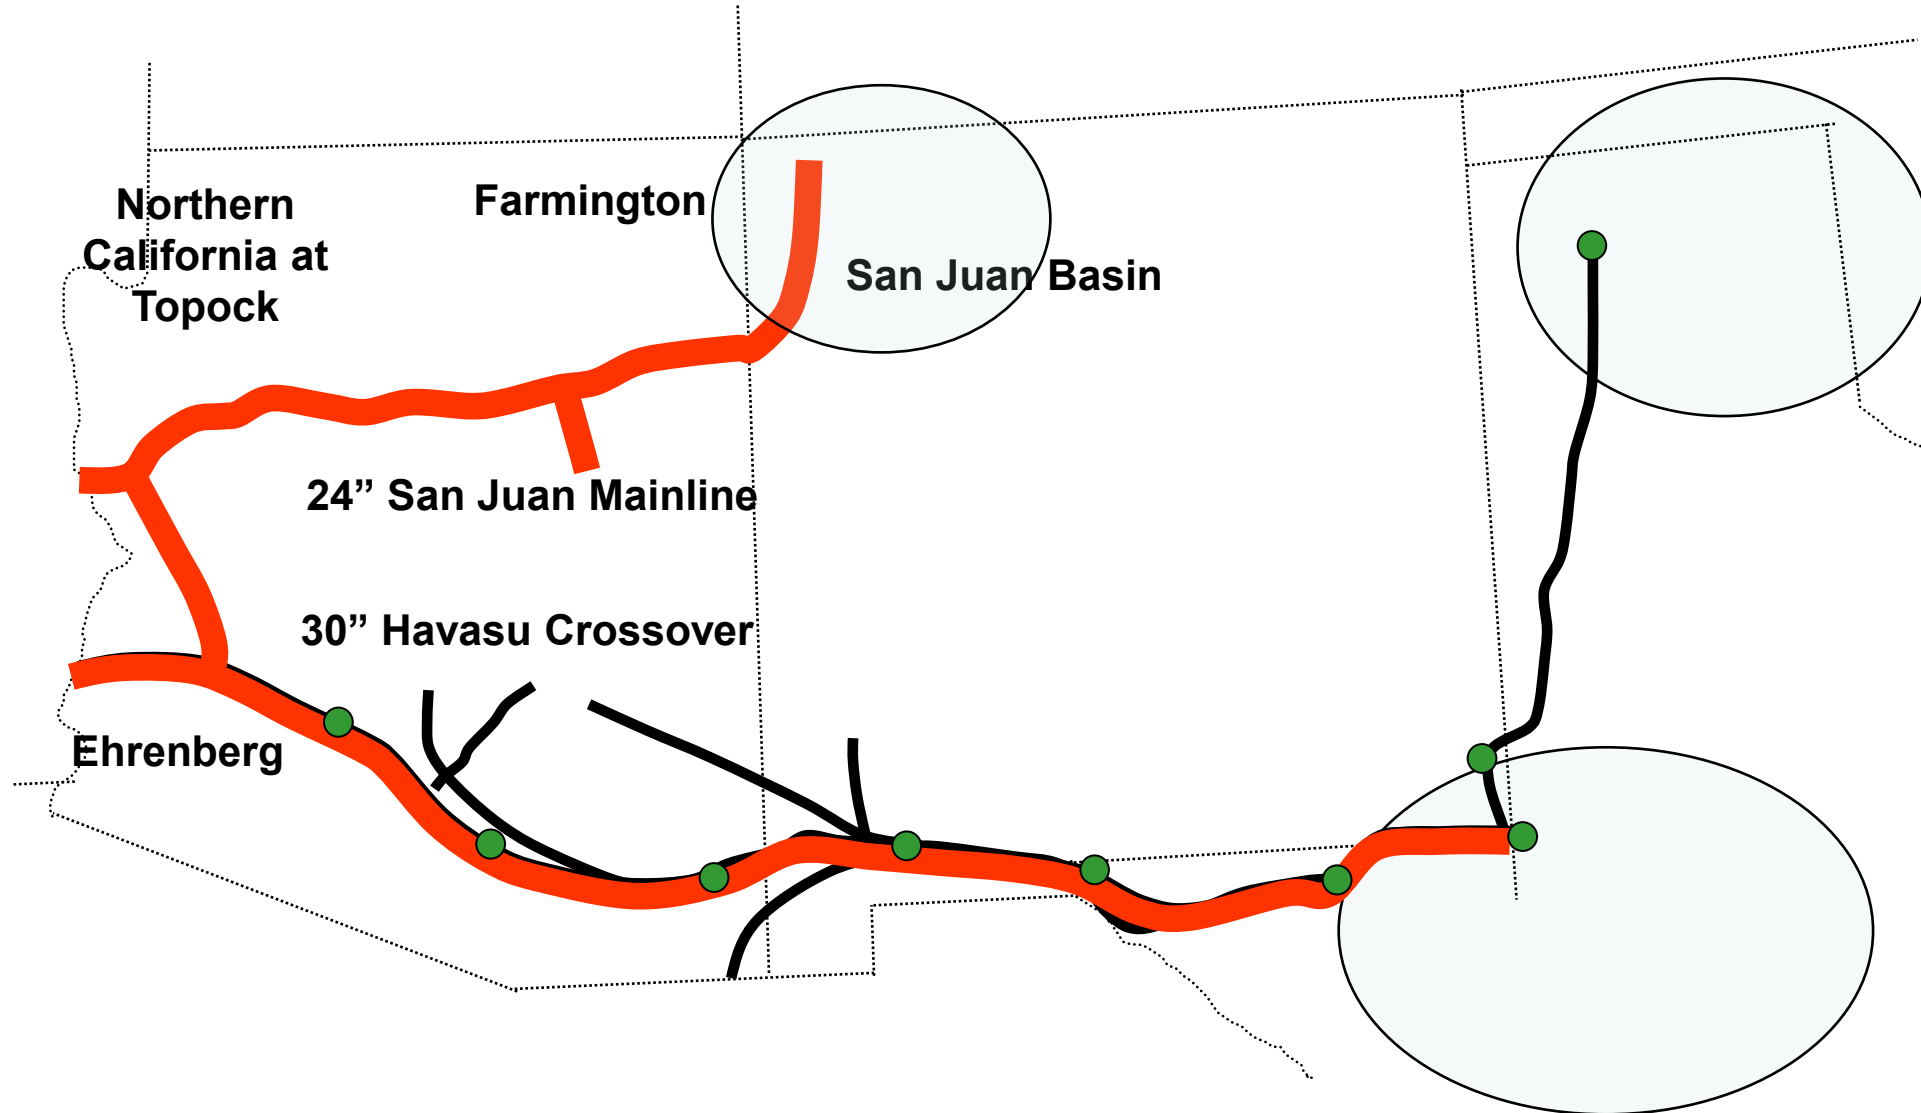 Northern
California at
Topock
Farmington
San Juan Basin
24” San Juan Mainline
30” Havasu Crossover
Ehrenberg